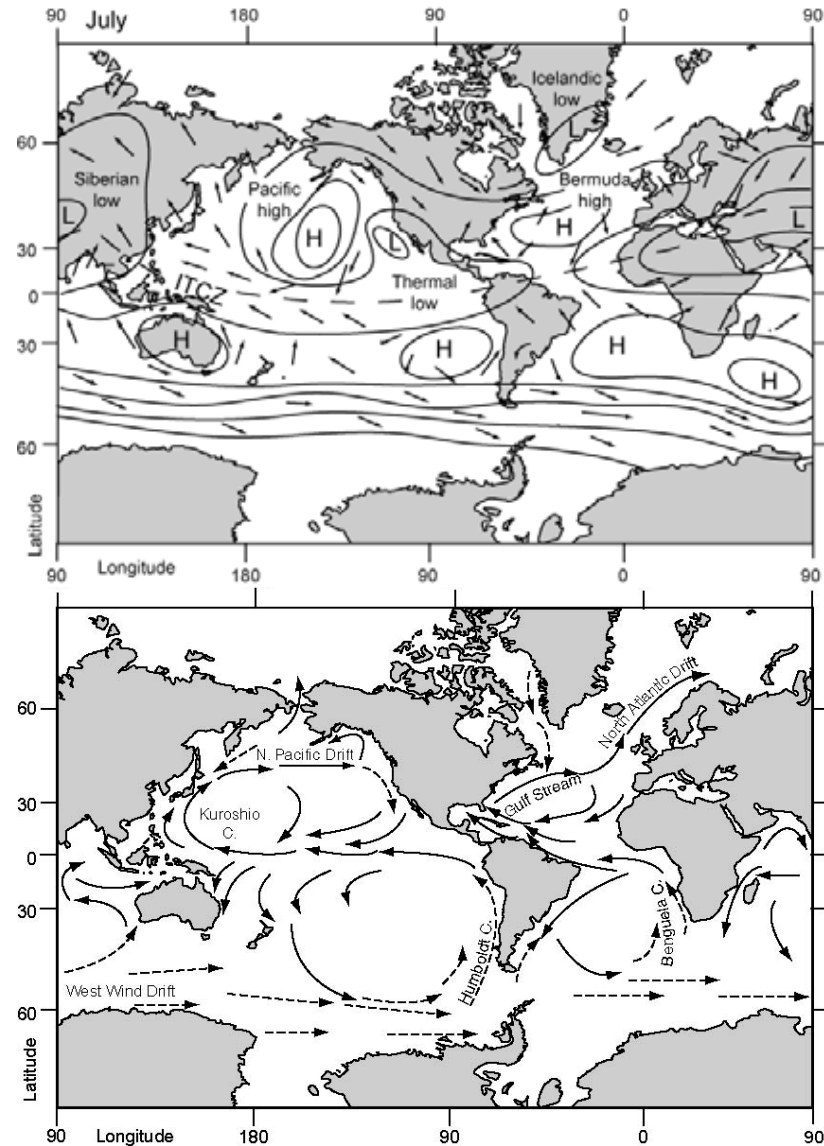 90 July 180 90 0 90
Icelandic
low
L
60
Siberian
low
Pacific
high
Bermuda
high
L
H
L
H
L
30
Thermal
low
ITCZ
0
30
H
H
H
H
60
Latitude
90 Longitude 180 90 0 90
North Atlantic Drift
60
N. Pacific Drift
30
Kuroshio
C.
Gulf Stream
0
30
Humboldt C.
Benguela C.
West Wind Drift
60
Latitude
90 Longitude 180 90 0 90